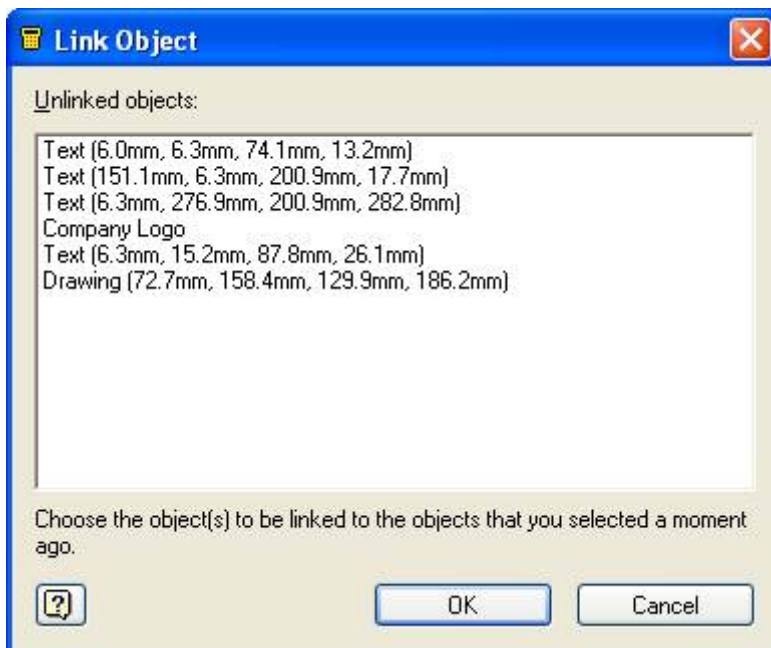 Link Object
Unlinked objects:
Text (6.0mm, 6.3mm, 74.1mm, 13.2mm)
Text (151.1mm, 6.3mm, 200.9mm, 17.7mm)
Text (6.3mm, 276.9mm, 200.9mm, 282.8mm)
Company Logo
Text (6.3mm, 15.2mm, 87.8mm, 26.1mm)
Drawing (72.7mm, 158.4mm, 129.9mm, 186.2mm)
Choose the object(s) to be linked to the objects that you selected a moment
ago.
? OK Cancel